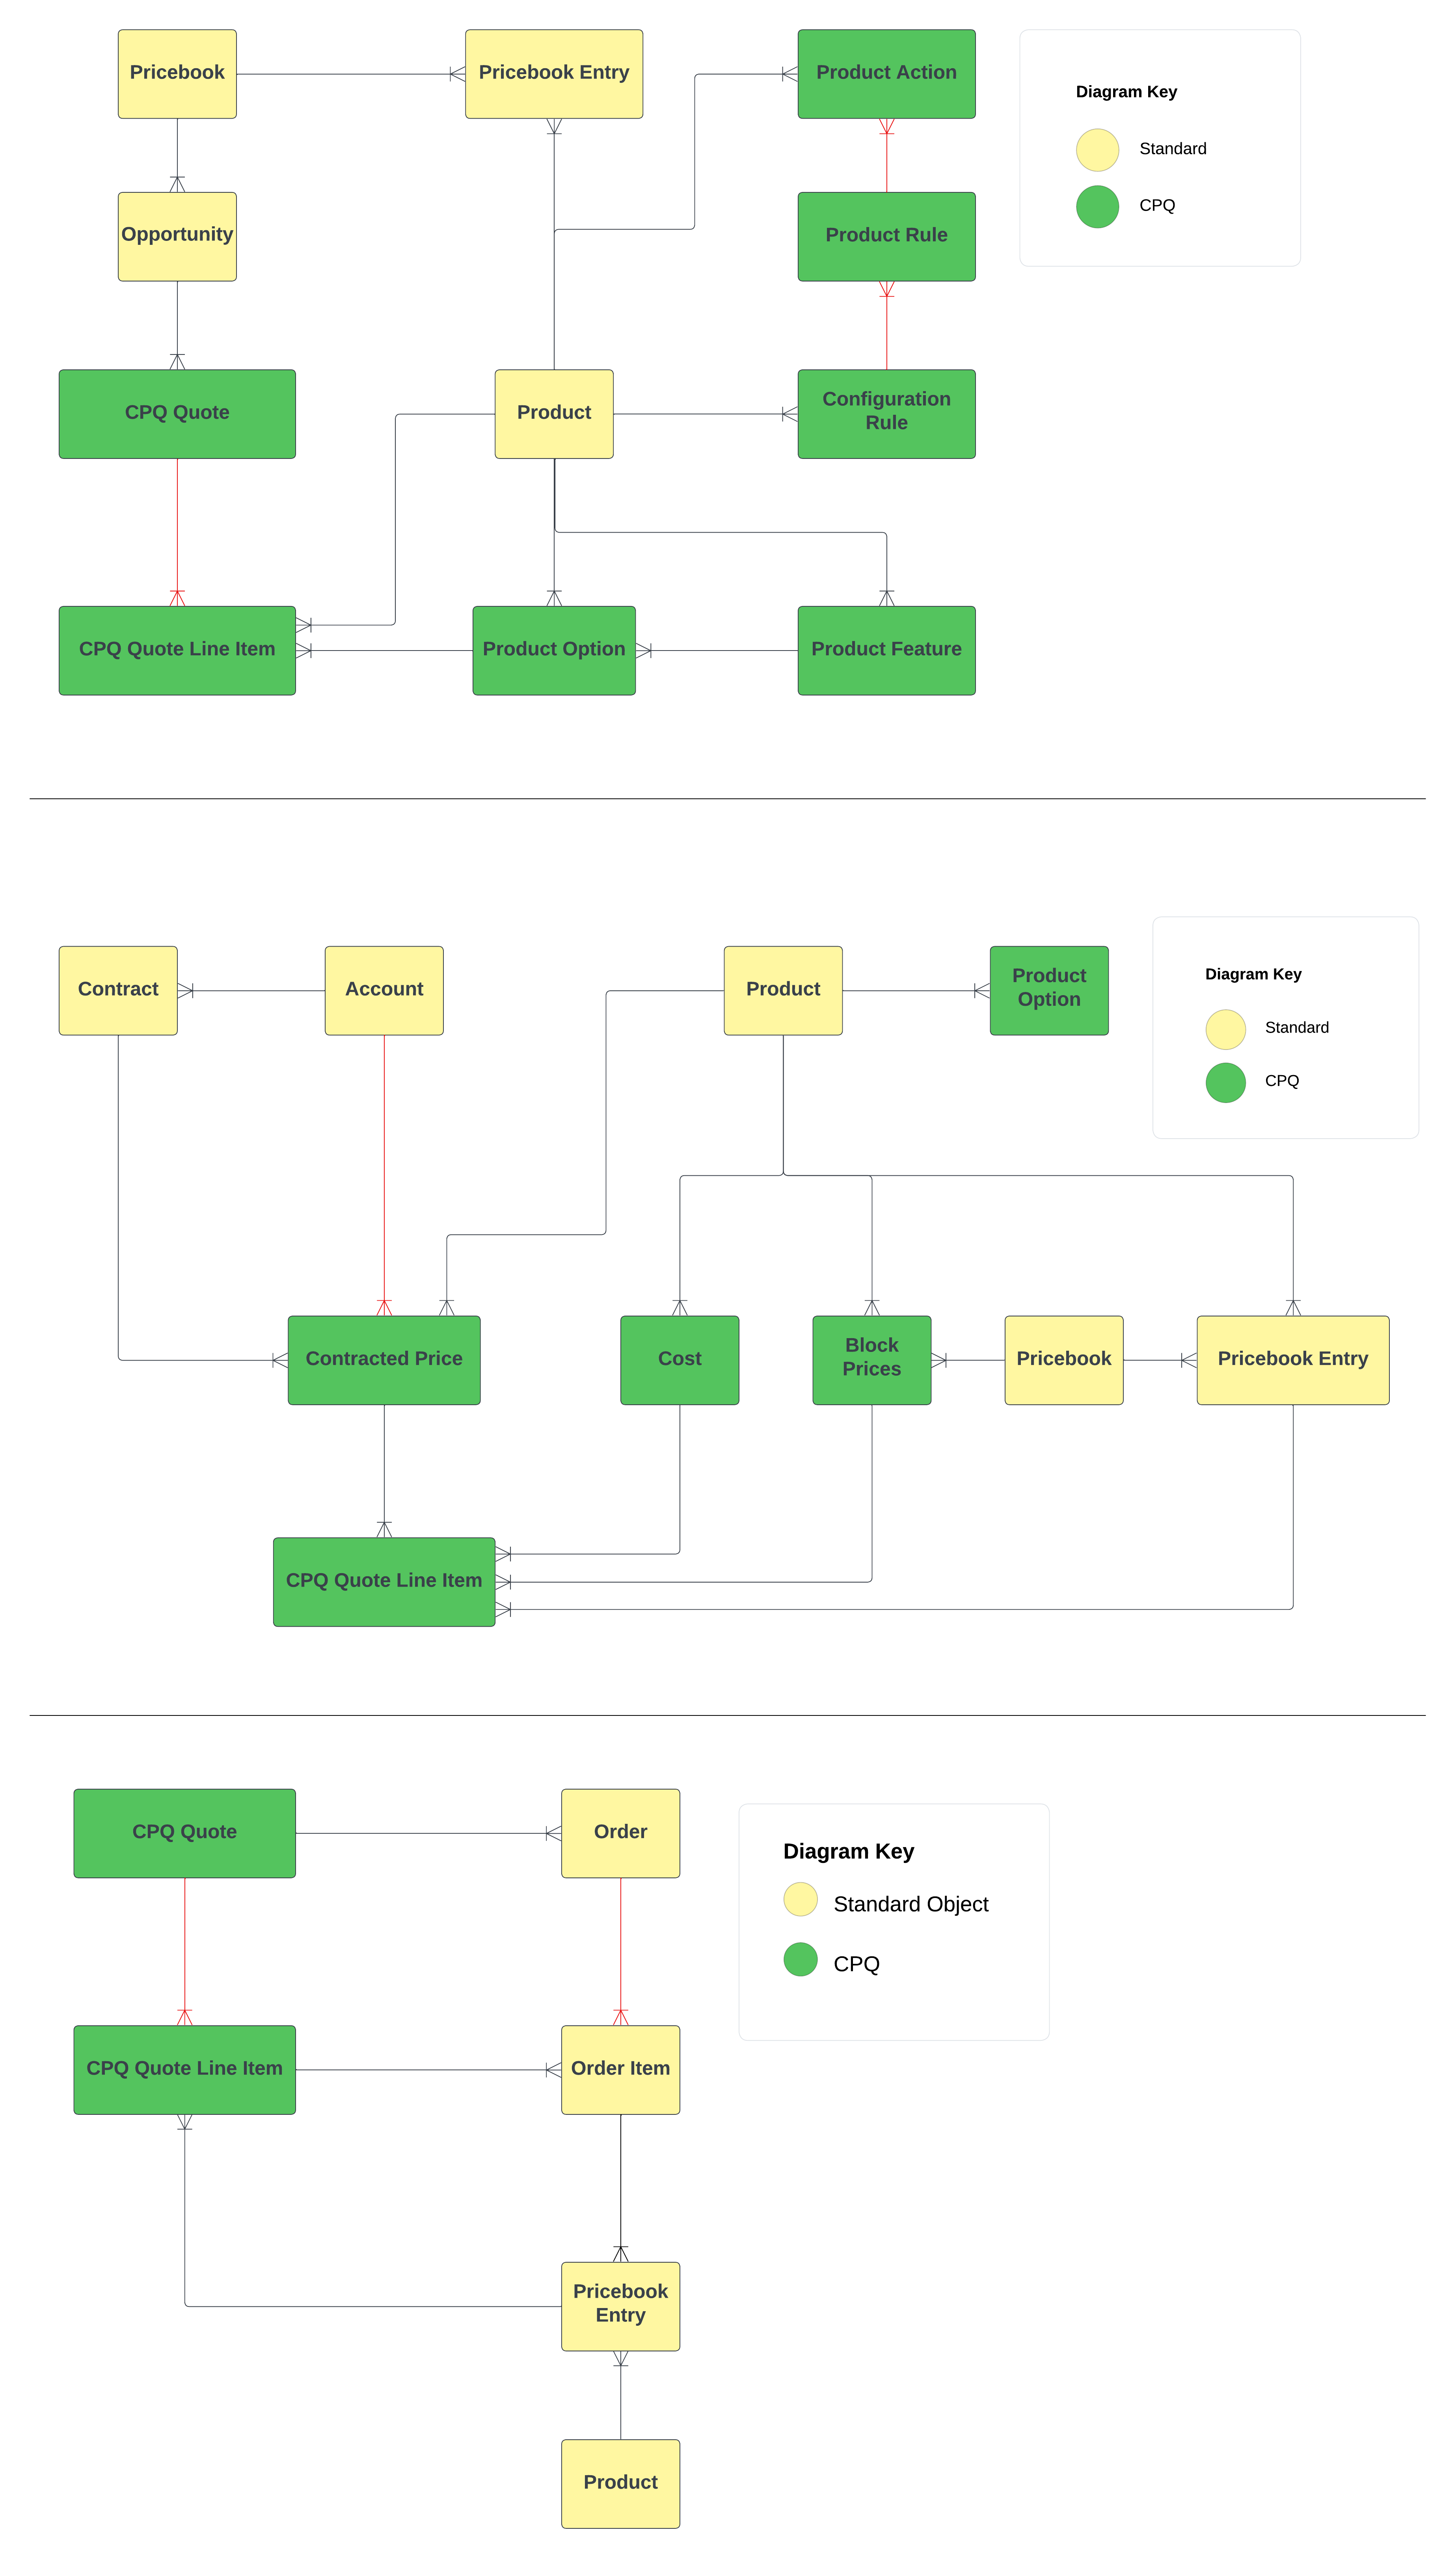 Pricebook
Pricebook Entry
Product Action
Diagram Key
Standard
CPQ
Opportunity
Product Rule
CPQ Quote
Product
Configuration
Rule
CPQ Quote Line Item
Product Option
Product Feature
Contract
Account
Product
Product
Option
Diagram Key
Standard
CPQ
Contracted Price
Cost
Block
Prices
Pricebook
Pricebook Entry
CPQ Quote Line Item
CPQ Quote
Order
Diagram Key
Standard Object
CPQ
CPQ Quote Line Item
Order Item
Pricebook
Entry
Product